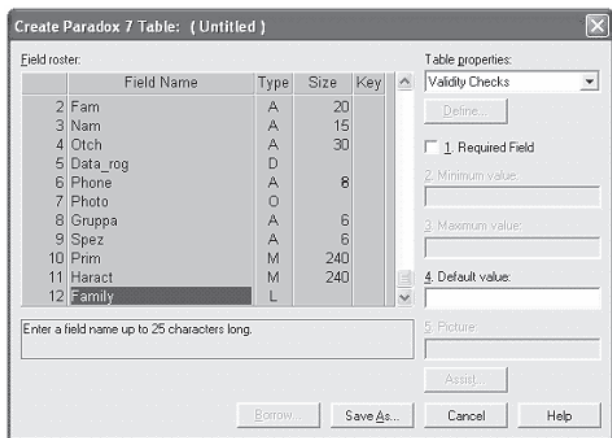 Create Paradox 7 Table: ( Untitled )
Field roster:
Field Name Type Size Key
2 Fam A 20
3 Nam A 15
4 Otch A 30
5 Data_rog D
6 Phone A 8
7 Photo O
8 Gruppa A 6
9 Spez A 6
10 Prim M 240
11 Haract M 240
12 Family L
Enter a field name up to 25 characters long.
Table properties:
Validity Checks
Define...
1. Required Field
2. Minimum value:
3. Maximum value:
4. Default value:
5. Picture:
Assist...
Borrow... Save As... Cancel Help